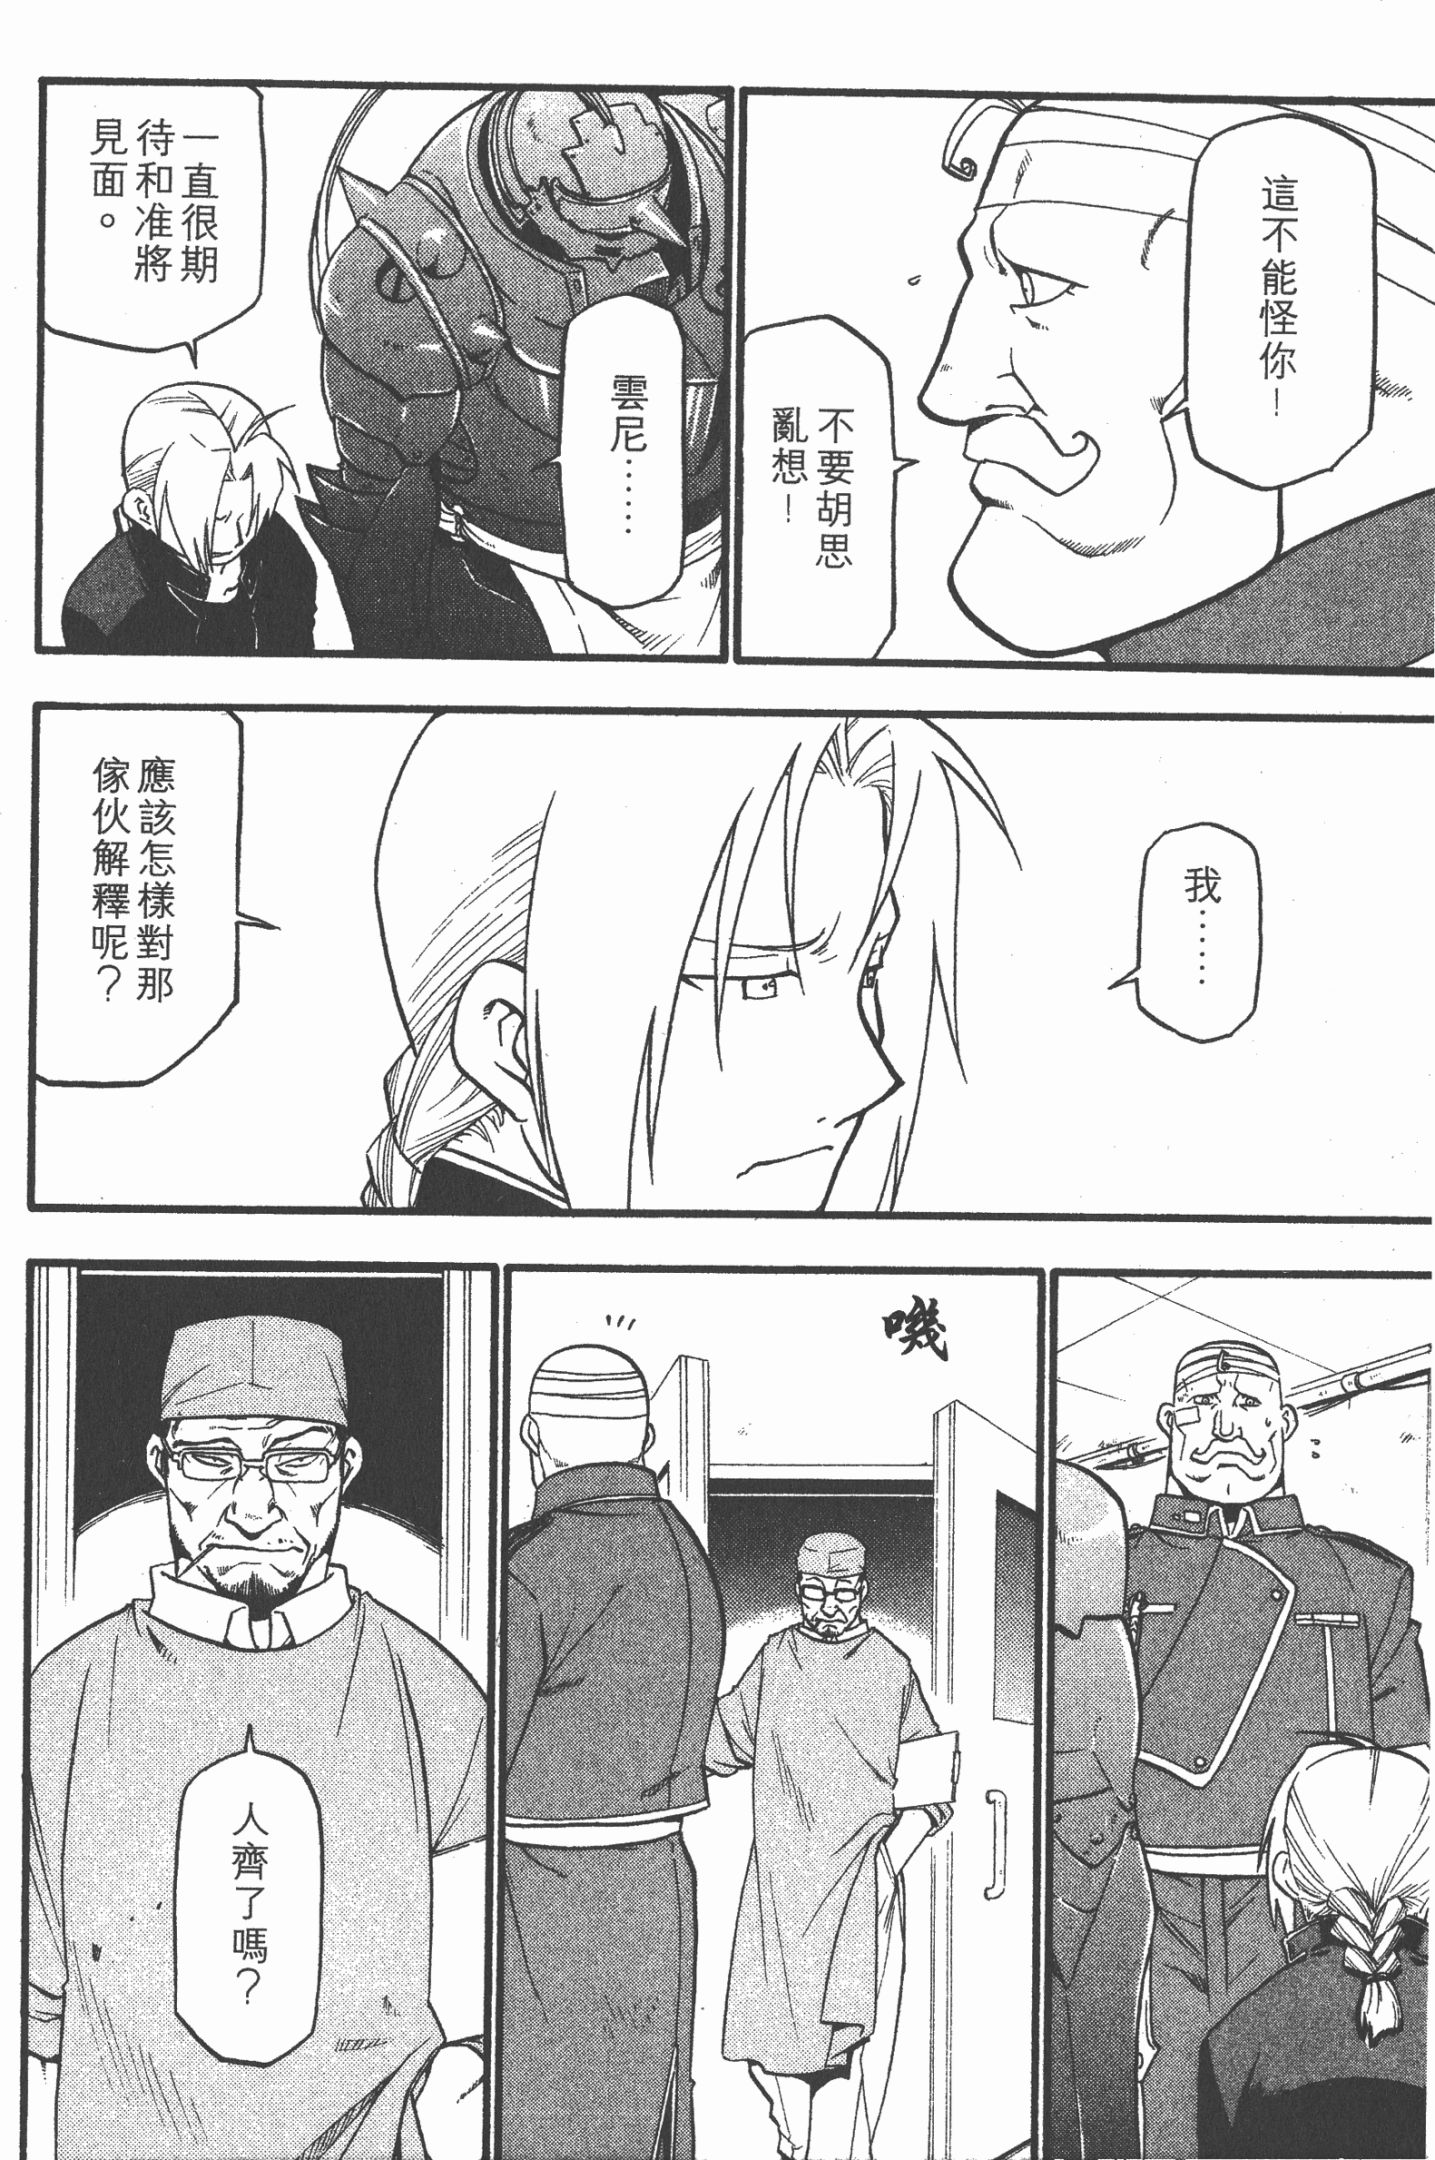 這不能怪你！
不要胡思
亂想！
雲尼……
一直很期
待和准將
見面。
我……
應該怎樣對那
傢伙解釋呢？
嘰
人齊了嗎？